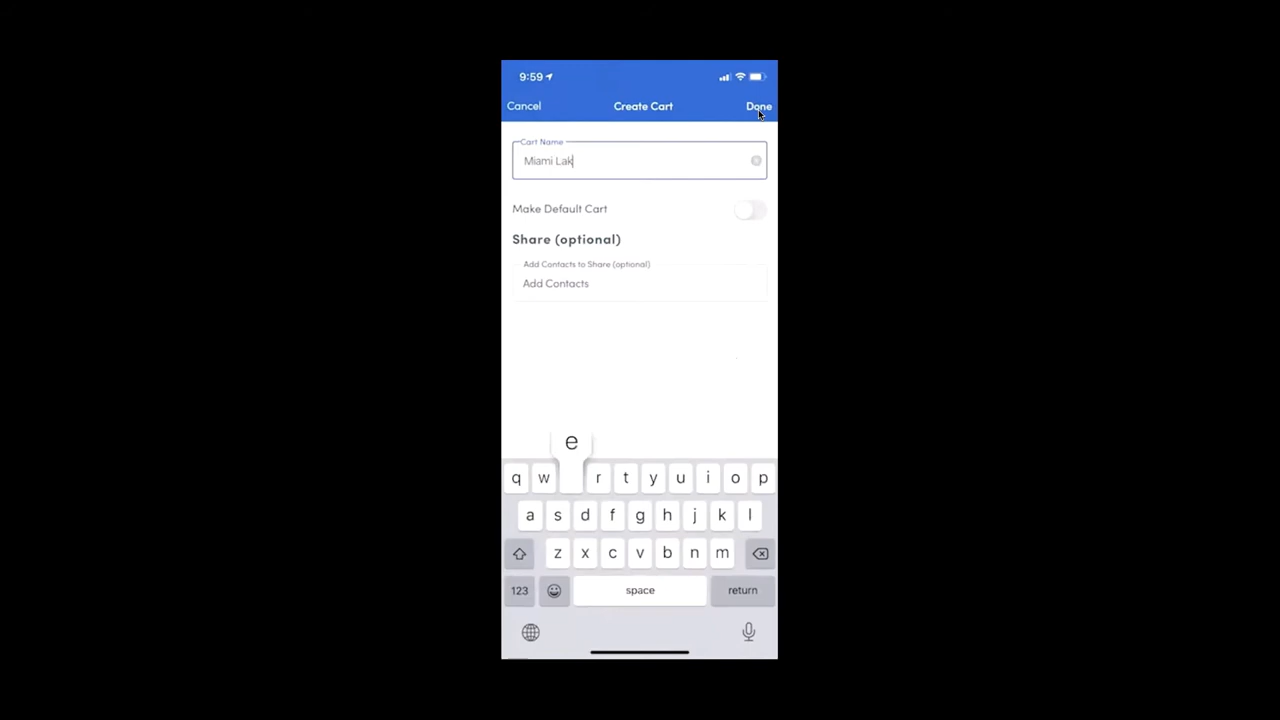 9:59
Cancel Create Cart Done
Cart Name
Miami Lak
Make Default Cart
Share (optional)
Add Contacts to Share (optional)
Add Contacts
e
q w r t y u i o p
a s d f g h j k l
z x c v b n m
123 space return